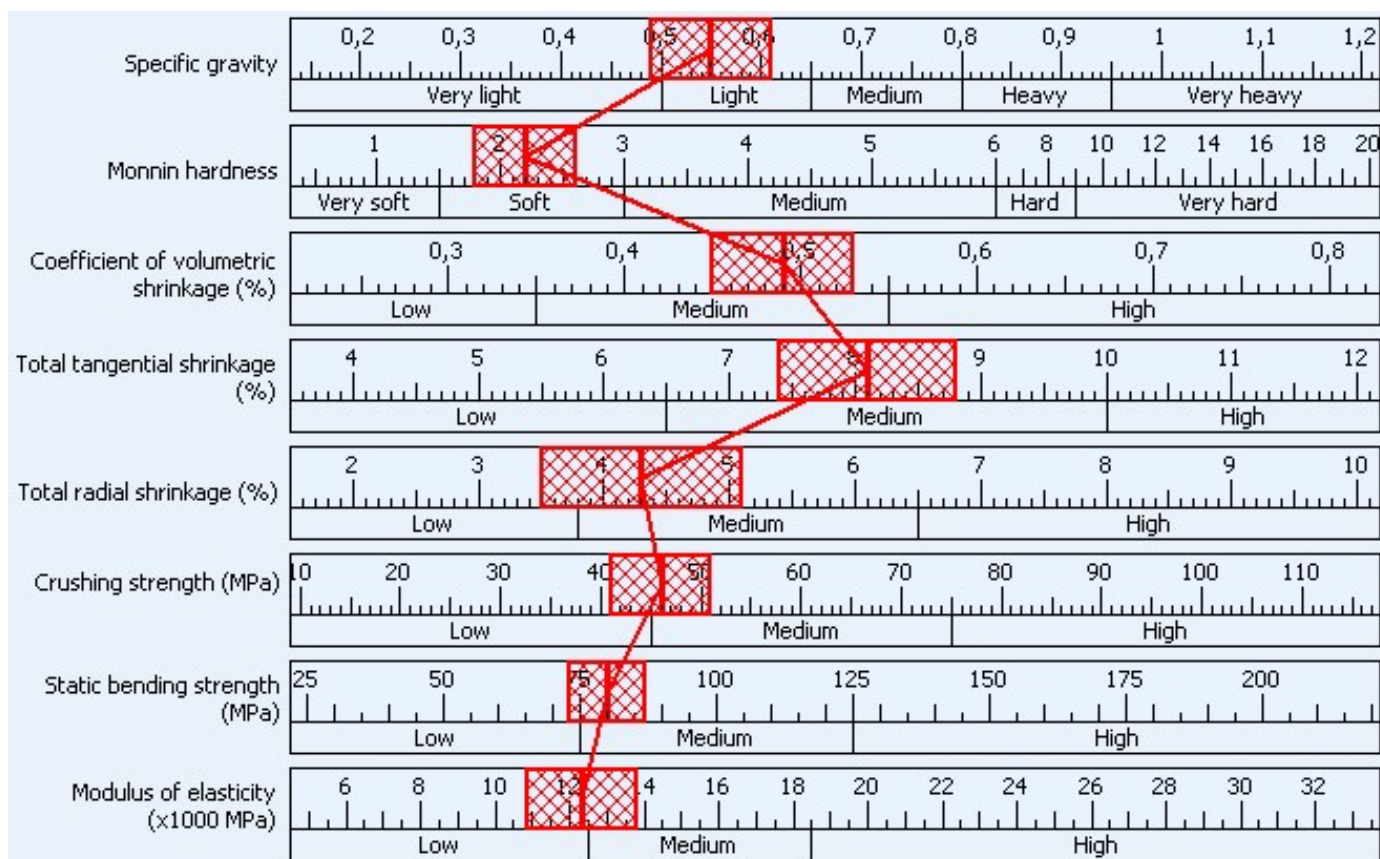 0,2 0,3 0,4 0,5 0,6 0,7 0,8 0,9 1 1,1 1,2
Specific gravity
Very light Light Medium Heavy Very heavy
1 2 3 4 5 6 8 10 12 14 16 18 20
Monnin hardness
Very soft Soft Medium Hard Very hard
0,3 0,4 0,5 0,6 0,7 0,8
Coefficient of volumetric
shrinkage (%)
Low Medium High
4 5 6 7 8 9 10 11 12
Total tangential shrinkage
(%)
Low Medium High
2 3 4 5 6 7 8 9 10
Total radial shrinkage (%)
Low Medium High
10 20 30 40 50 60 70 80 90 100 110
Crushing strength (MPa)
Low Medium High
25 50 75 100 125 150 175 200
Static bending strength
(MPa)
Low Medium High
6 8 10 12 14 16 18 20 22 24 26 28 30 32
Modulus of elasticity
(x1000 MPa)
Low Medium High